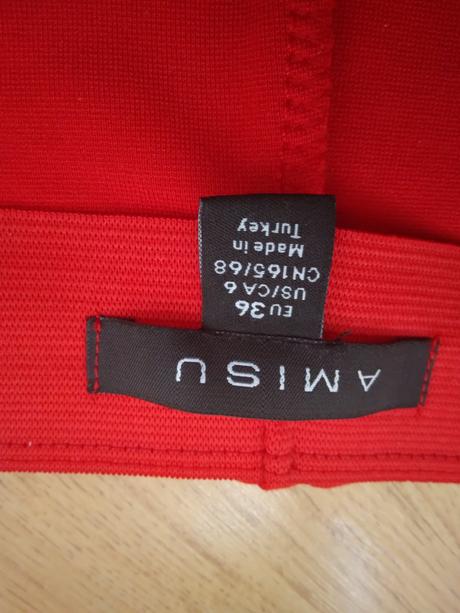 AMISU
EU 36
US/CA 6
CN165/68
Made in
Turkey